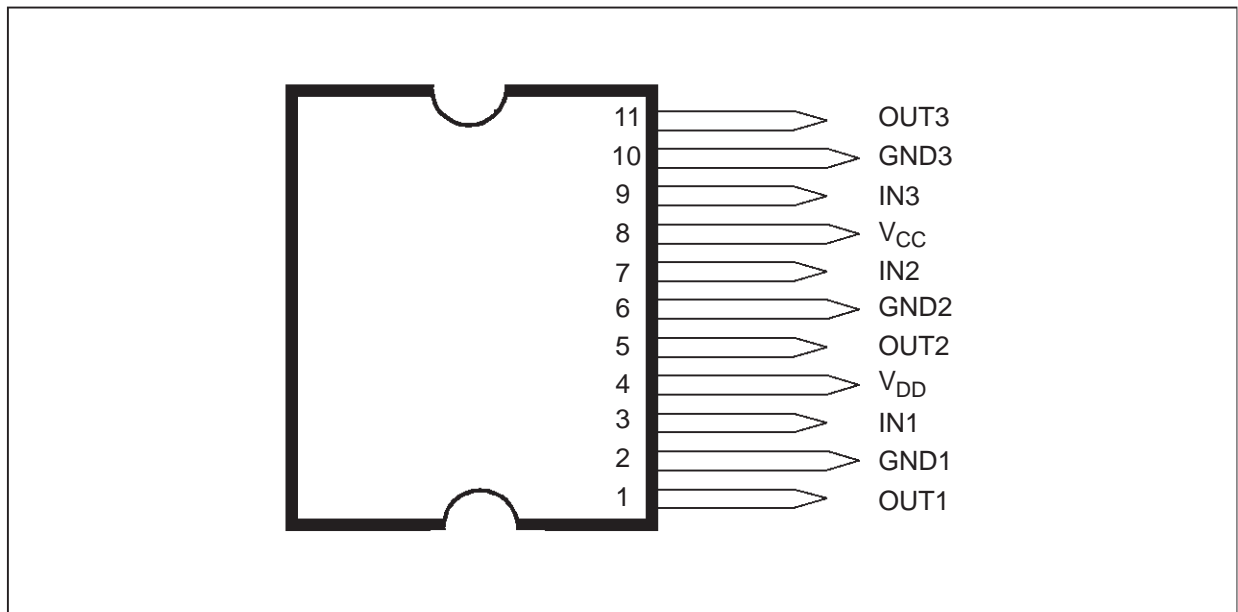 11 OUT3
10 GND3
9 IN3
8 VCC
7 IN2
6 GND2
5 OUT2
4 VDD
3 IN1
2 GND1
1 OUT1